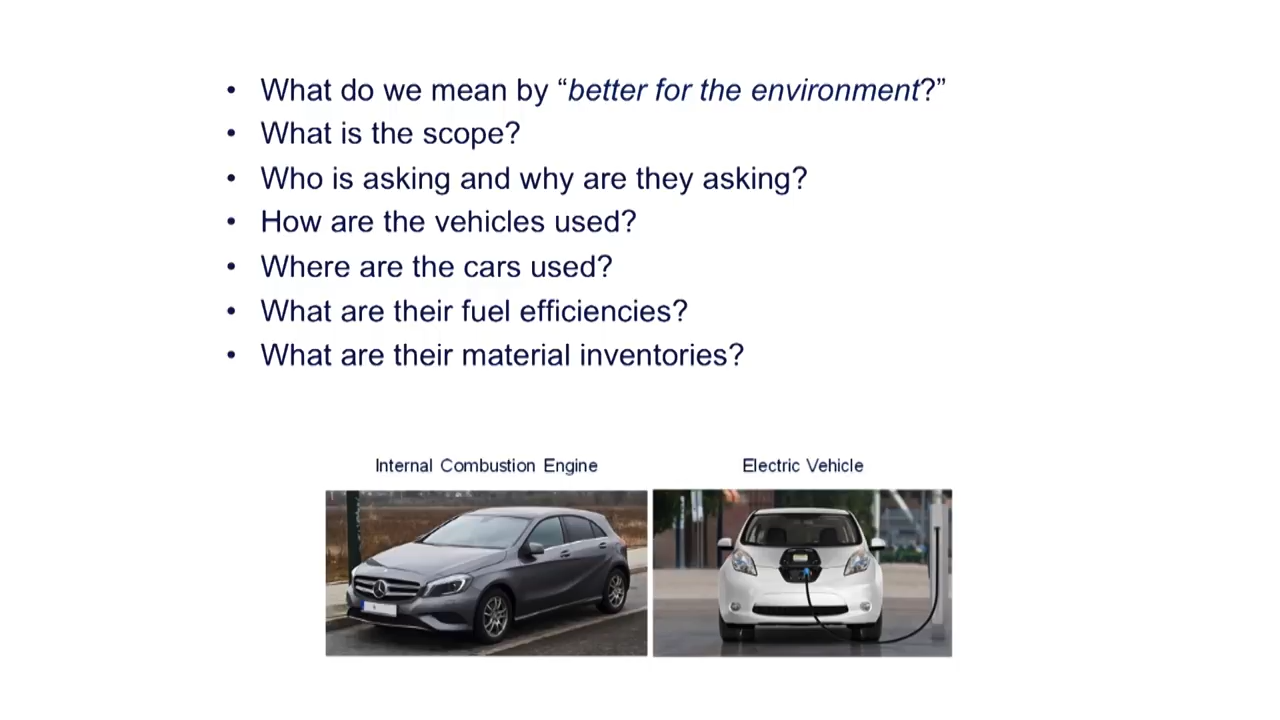 • What do we mean by “better for the environment?”
• What is the scope?
• Who is asking and why are they asking?
• How are the vehicles used?
• Where are the cars used?
• What are their fuel efficiencies?
• What are their material inventories?
Internal Combustion Engine
Electric Vehicle